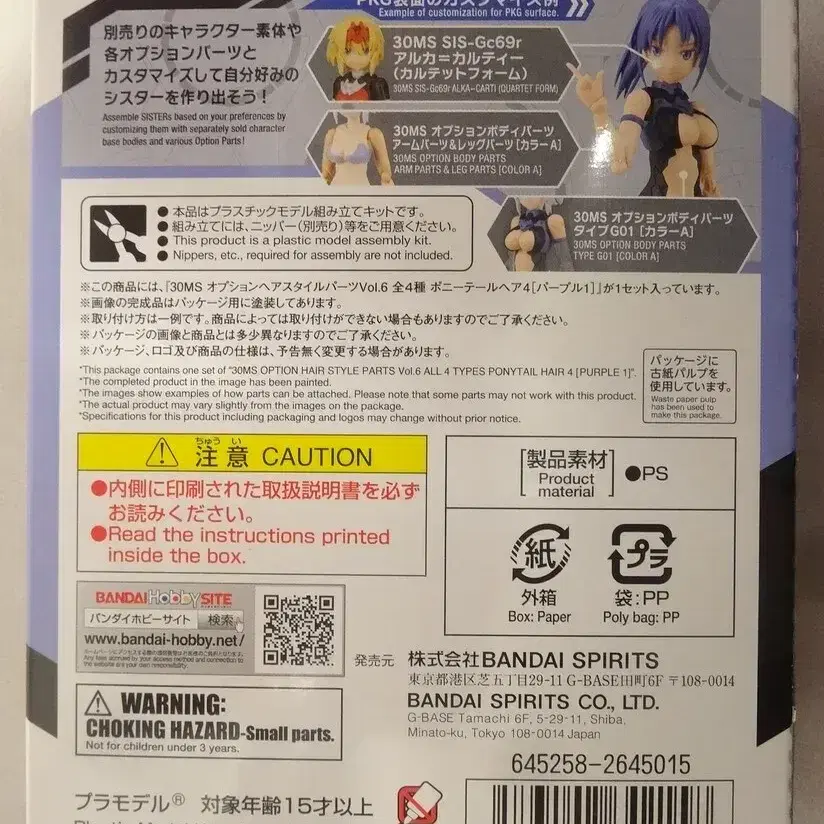 PKG表面のカスタマイズ例
Example of customization for PKG surface.
別売りのキャラクター素体や
各オプションパーツと
カスタマイズして自分好みの
シスターを作り出そう!
Assemble SISTERs based on your preferences by
customizing them with separately sold character
base bodies and various Option Parts!
30MS SIS-Gc69r
アルカ=カルティー
(カルテットフォーム)
30MS SIS-Gc69r ALKA-CARTI (QUARTET FORM)
30MS オプションボディパーツ
アームパーツ&レッグパーツ[カラーA]
30MS OPTION BODY PARTS
ARM PARTS & LEG PARTS [COLOR A]
30MS オプションボディパーツ
タイプG01 [カラーA]
30MS OPTION BODY PARTS
TYPE G01 [COLOR A]
●本品はプラスチックモデル組み立てキットです。
●組み立てには、ニッパー(別売り)等をご用意ください。
●This product is a plastic model assembly kit.
●Nippers, etc., required for assembly are not included.
※この商品には、「30MS オプションヘアスタイルパーツVol.6 全4種 ポニーテールヘア4[パープル1]」が1セット入っています。
※画像の完成品はパッケージ用に塗装してあります。
※取り付け方は一例です。商品によっては取り付けができない場合もありますのでご了承ください。
※パッケージの画像と商品とは多少異なりますのでご了承ください。
※パッケージ、ロゴ及び商品の仕様は、予告無く変更する場合があります。
*This package contains one set of "30MS OPTION HAIR STYLE PARTS Vol.6 ALL 4 TYPES PONYTAIL HAIR 4 [PURPLE 1]".
*The completed product in the image has been painted.
*The images show examples of how parts can be attached. Please note that some parts may not work with this product.
*The actual product may vary slightly from the images on the package.
*Specifications for this product including packaging and logos may change without prior notice.
パッケージに
古紙パルプを
使用しています。
Waste paper pulp
has been used to
make this package.
ちゅう い
注意 CAUTION
●内側に印刷された取扱説明書を必ず
お読みください。
●Read the instructions printed
inside the box.
[製品素材 Product material] ●PS
紙
外箱
Box: Paper
プラ
袋:PP
Poly bag: PP
BANDAI HobbySITE
バンダイホビーサイト 検索
www.bandai-hobby.net/
発売元 株式会社BANDAI SPIRITS
東京都港区芝五丁目29-11 G-BASE田町6F 〒108-0014
BANDAI SPIRITS CO., LTD.
G-BASE Tamachi 6F, 5-29-11, Shiba,
Minato-ku, Tokyo 108-0014 Japan
WARNING:
CHOKING HAZARD-Small parts.
Not for children under 3 years.
645258-2645015
プラモデル® 対象年齢15才以上